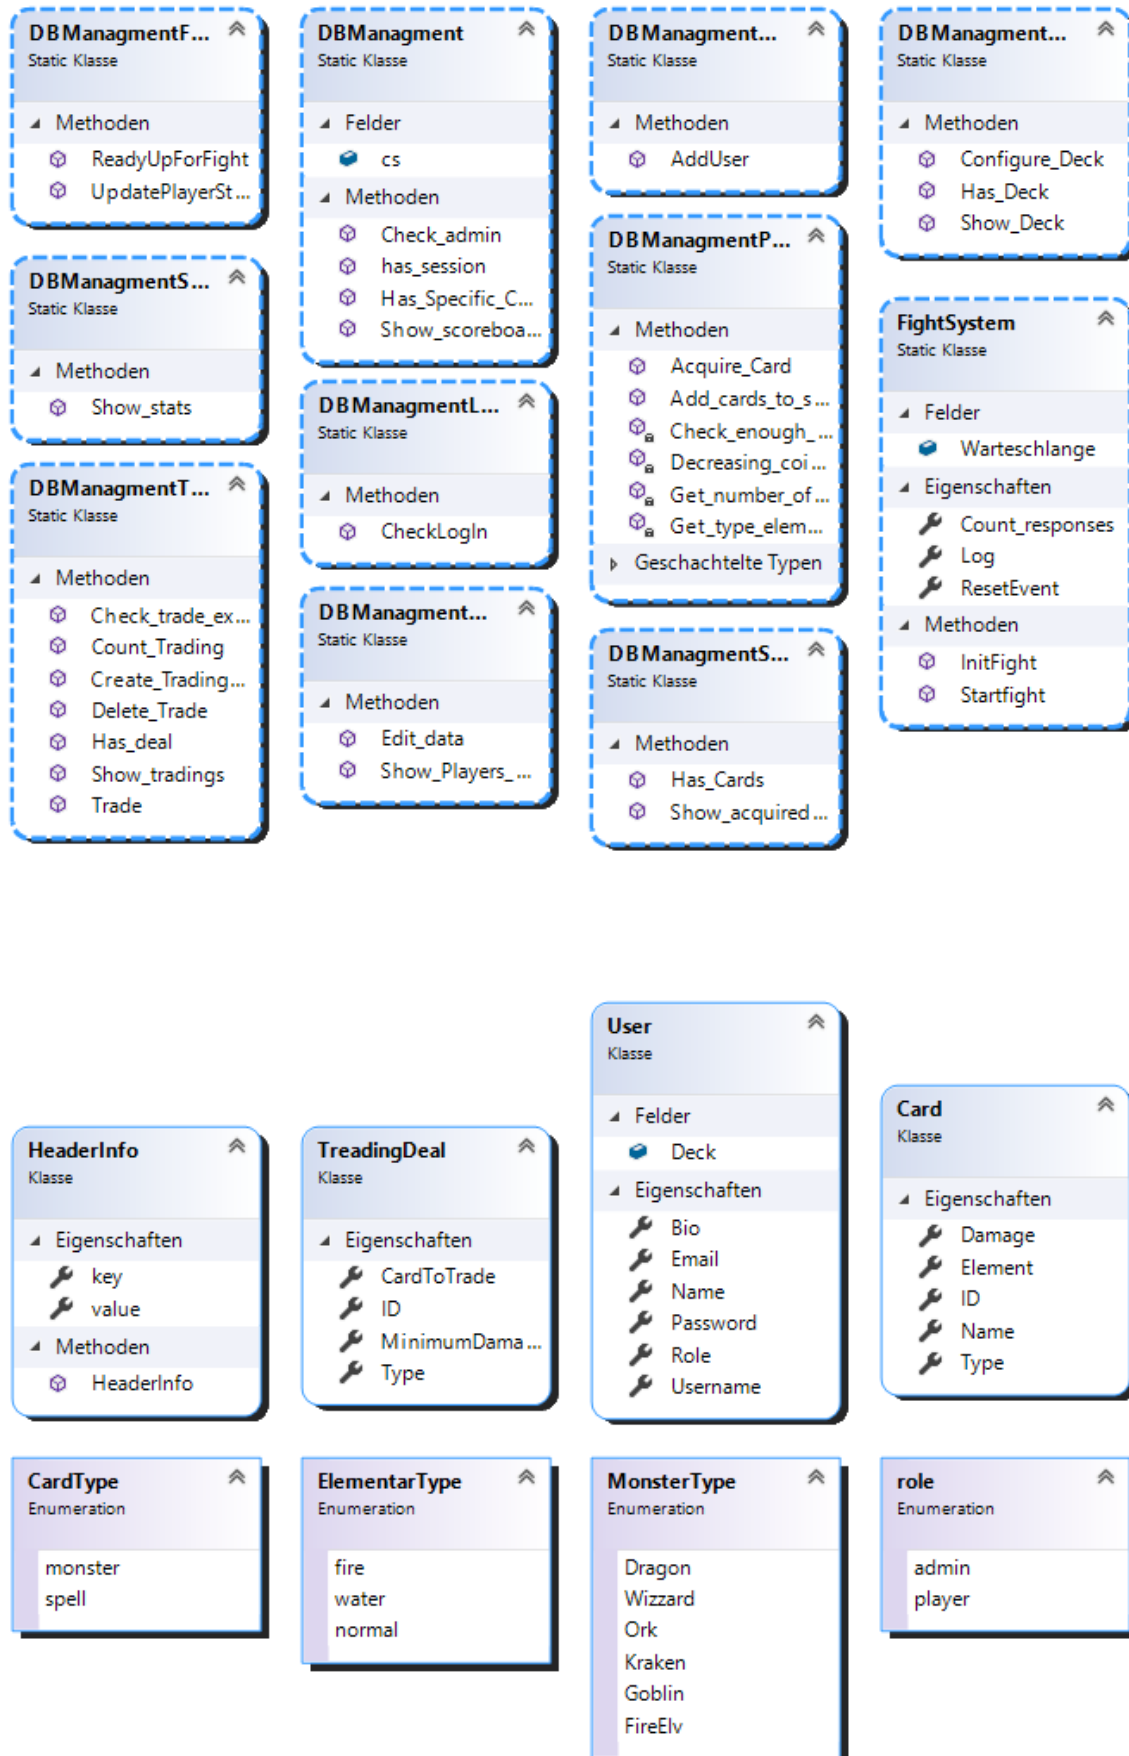 DBManagmentF...
Static Klasse
Methoden
ReadyUpForFight
UpdatePlayerSt...
DBManagment
Static Klasse
Felder
cs
Methoden
Check_admin
has_session
Has_Specific_C...
Show_scoreboa...
DBManagment...
Static Klasse
Methoden
AddUser
DBManagment...
Static Klasse
Methoden
Configure_Deck
Has_Deck
Show_Deck
DBManagmentS...
Static Klasse
Methoden
Show_stats
DBManagmentL...
Static Klasse
Methoden
CheckLogIn
DBManagmentP...
Static Klasse
Methoden
Acquire_Card
Add_cards_to_s...
Check_enough_...
Decreasing_coi...
Get_number_of...
Get_type_elem...
Geschachtelte Typen
FightSystem
Static Klasse
Felder
Warteschlange
Eigenschaften
Count_responses
Log
ResetEvent
Methoden
InitFight
Startfight
DBManagmentT...
Static Klasse
Methoden
Check_trade_ex...
Count_Trading
Create_Trading...
Delete_Trade
Has_deal
Show_tradings
Trade
DBManagment...
Static Klasse
Methoden
Edit_data
Show_Players_...
DBManagmentS...
Static Klasse
Methoden
Has_Cards
Show_acquired...
HeaderInfo
Klasse
Eigenschaften
key
value
Methoden
HeaderInfo
TreadingDeal
Klasse
Eigenschaften
CardToTrade
ID
MinimumDama...
Type
User
Klasse
Felder
Deck
Eigenschaften
Bio
Email
Name
Password
Role
Username
Card
Klasse
Eigenschaften
Damage
Element
ID
Name
Type
CardType
Enumeration
monster
spell
ElementarType
Enumeration
fire
water
normal
MonsterType
Enumeration
Dragon
Wizzard
Ork
Kraken
Goblin
FireElv
role
Enumeration
admin
player